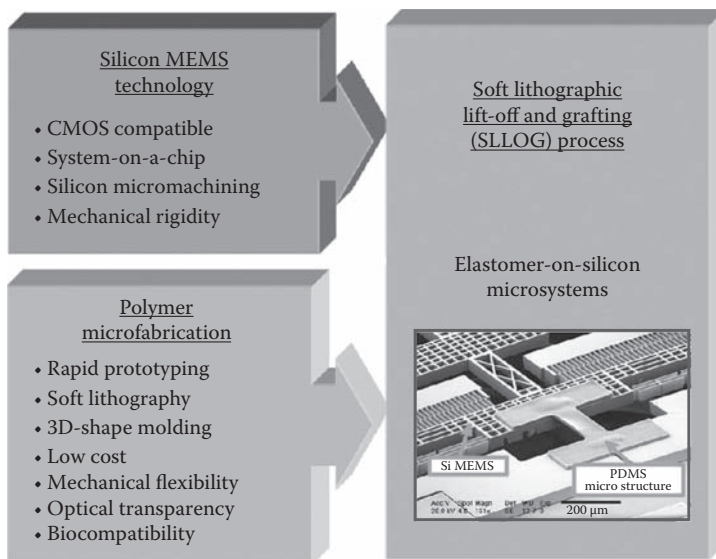 Silicon MEMS
technology
• CMOS compatible
• System-on-a-chip
• Silicon micromachining
• Mechanical rigidity
Polymer
microfabrication
• Rapid prototyping
• Soft lithography
• 3D-shape molding
• Low cost
• Mechanical flexibility
• Optical transparency
• Biocompatibility
Soft lithographic
lift-off and grafting
(SLLOG) process
Elastomer-on-silicon
microsystems
Si MEMS
PDMS
micro structure
200 μm